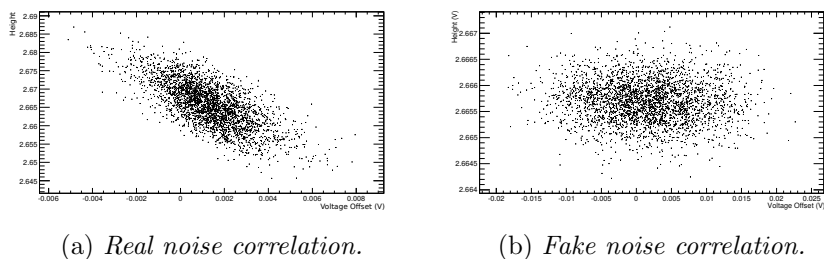 Height
2.69
2.685
2.68
2.675
2.67
2.665
2.66
2.655
2.65
2.645
-0.006 -0.004 -0.002 0 0.002 0.004 0.006 0.008
Voltage Offset (V)
(a) Real noise correlation.
Height (V)
2.667
2.6665
2.666
2.6655
2.665
2.6645
2.664
-0.02 -0.015 -0.01 -0.005 0 0.005 0.01 0.015 0.02 0.025
Voltage Offset (V)
(b) Fake noise correlation.